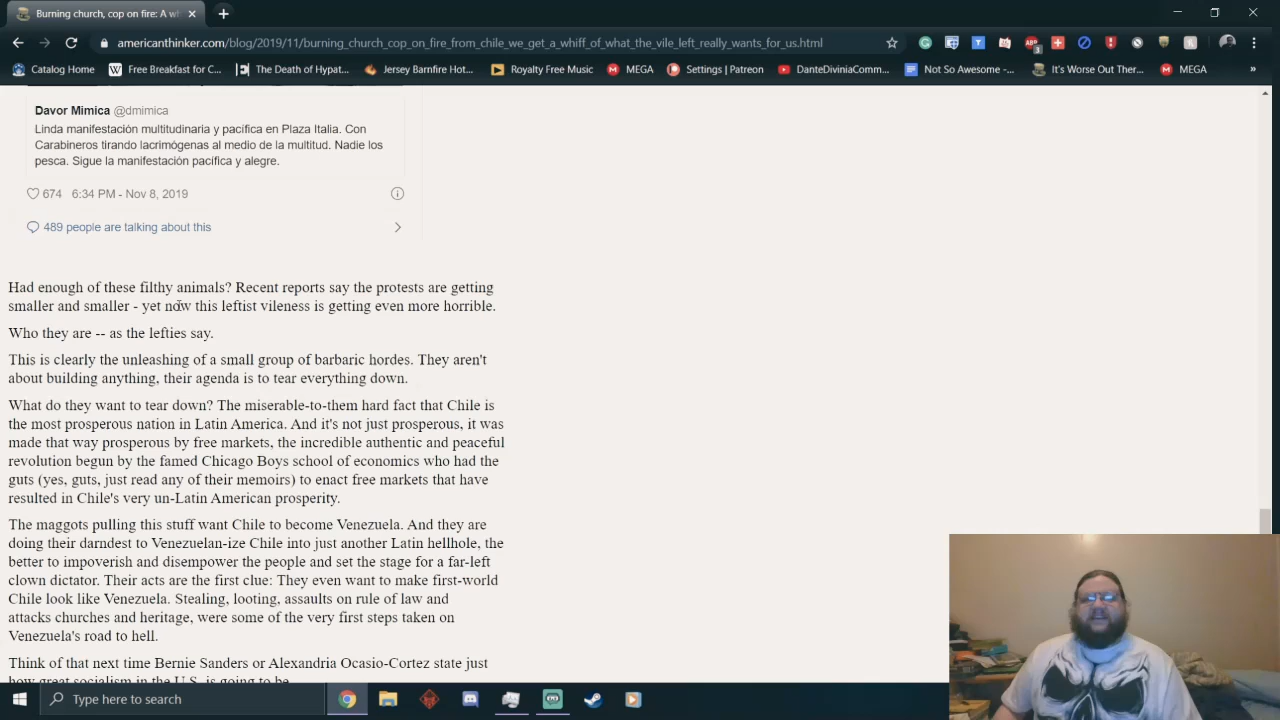 Burning church, cop on fire: A w
americanthinker.com/blog/2019/11/burning_church_cop_on_fire_from_chile_we_get_a_whiff_of_what_the_vile_left_really_wants_for_us.html
Catalog Home
Free Breakfast for C...
The Death of Hypat...
Jersey Barnfire Hot...
Royalty Free Music
MEGA
Settings | Patreon
DanteDiviniaComm...
Not So Awesome -...
It's Worse Out Ther...
MEGA
»
Davor Mimica @dmimica
Linda manifestación multitudinaria y pacífica en Plaza Italia. Con
Carabineros tirando lacrimógenas al medio de la multitud. Nadie los
pesca. Sigue la manifestación pacífica y alegre.
674 6:34 PM - Nov 8, 2019
489 people are talking about this
Had enough of these filthy animals? Recent reports say the protests are getting
smaller and smaller - yet now this leftist vileness is getting even more horrible.
Who they are -- as the lefties say.
This is clearly the unleashing of a small group of barbaric hordes. They aren't
about building anything, their agenda is to tear everything down.
What do they want to tear down? The miserable-to-them hard fact that Chile is
the most prosperous nation in Latin America. And it's not just prosperous, it was
made that way prosperous by free markets, the incredible authentic and peaceful
revolution begun by the famed Chicago Boys school of economics who had the
guts (yes, guts, just read any of their memoirs) to enact free markets that have
resulted in Chile's very un-Latin American prosperity.
The maggots pulling this stuff want Chile to become Venezuela. And they are
doing their darndest to Venezuelan-ize Chile into just another Latin hellhole, the
better to impoverish and disempower the people and set the stage for a far-left
clown dictator. Their acts are the first clue: They even want to make first-world
Chile look like Venezuela. Stealing, looting, assaults on rule of law and
attacks churches and heritage, were some of the very first steps taken on
Venezuela's road to hell.
Think of that next time Bernie Sanders or Alexandria Ocasio-Cortez state just
how great socialism in the U.S. is going to be
Type here to search